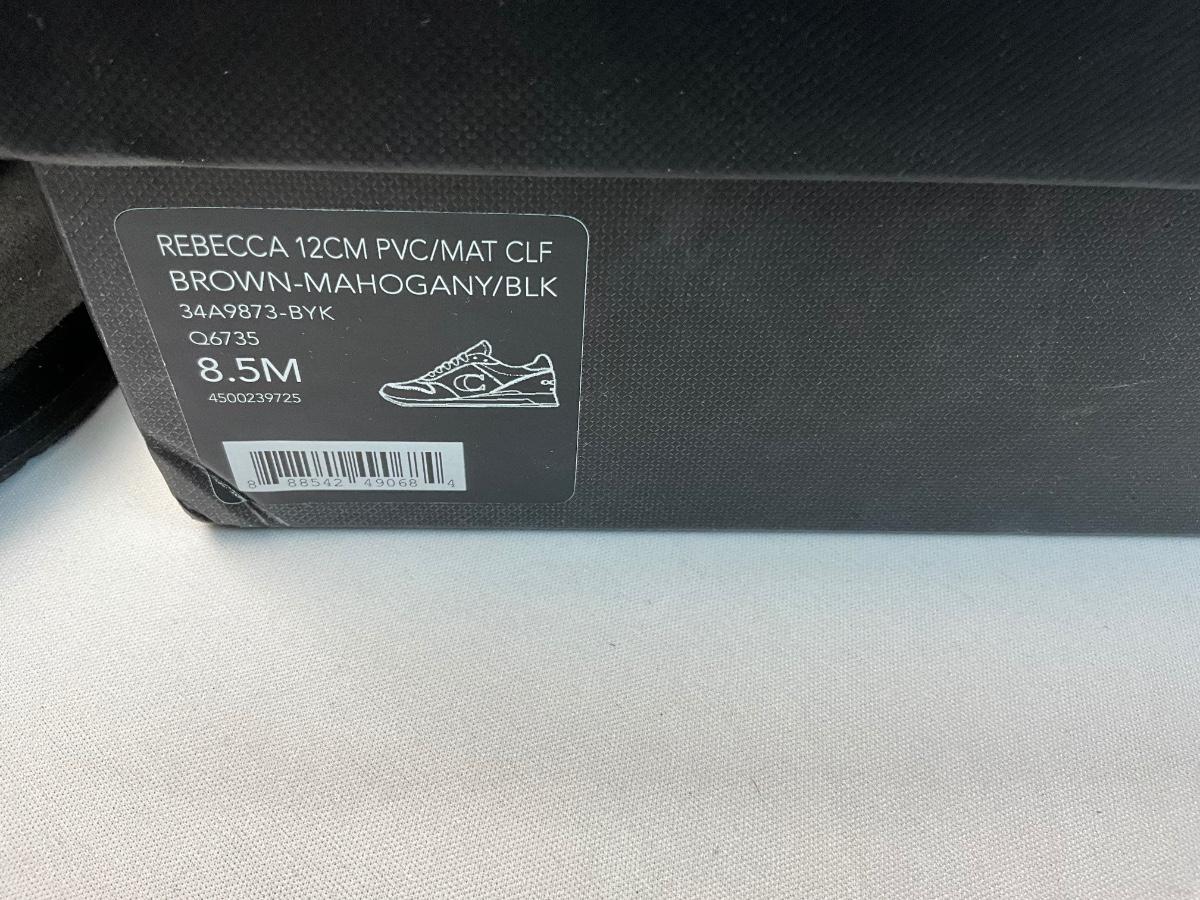 REBECCA 12CM PVC/MAT CLF
BROWN-MAHOGANY/BLK
34A9873-BYK
Q6735
8.5M
4500239725
C
8 88542 49068 4